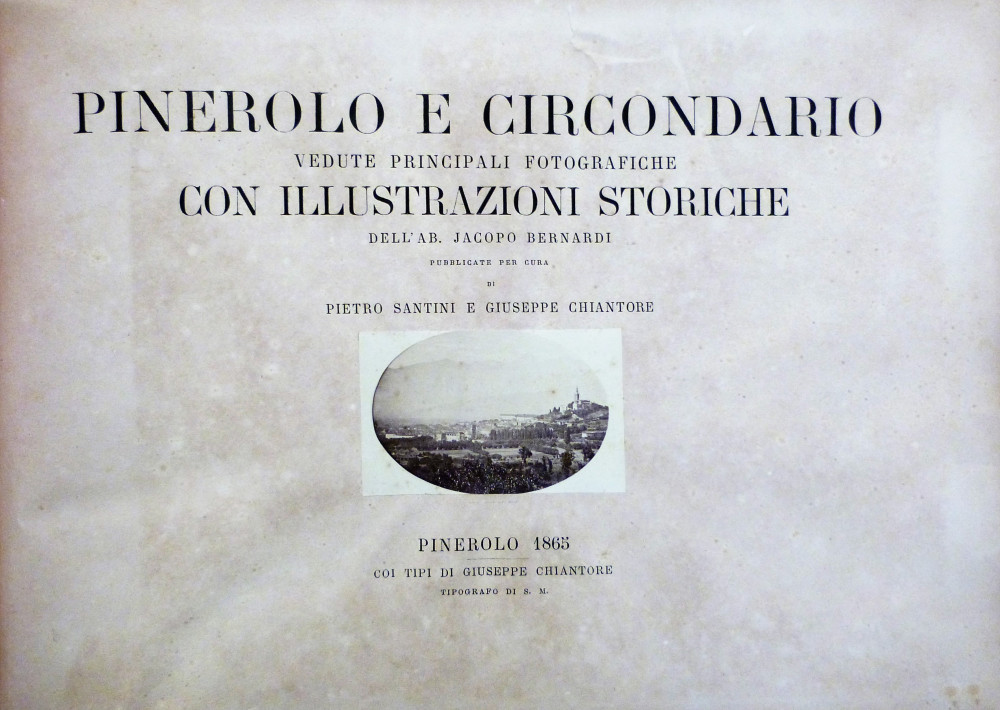 PINEROLO E CIRCONDARIO
VEDUTE PRINCIPALI FOTOGRAFICHE
CON ILLUSTRAZIONI STORICHE
DELL'AB. JACOPO BERNARDI
PUBBLICATE PER CURA
DI
PIETRO SANTINI E GIUSEPPE CHIANTORE
PINEROLO 1865
COI TIPI DI GIUSEPPE CHIANTORE
TIPOGRAFO DI S. M.